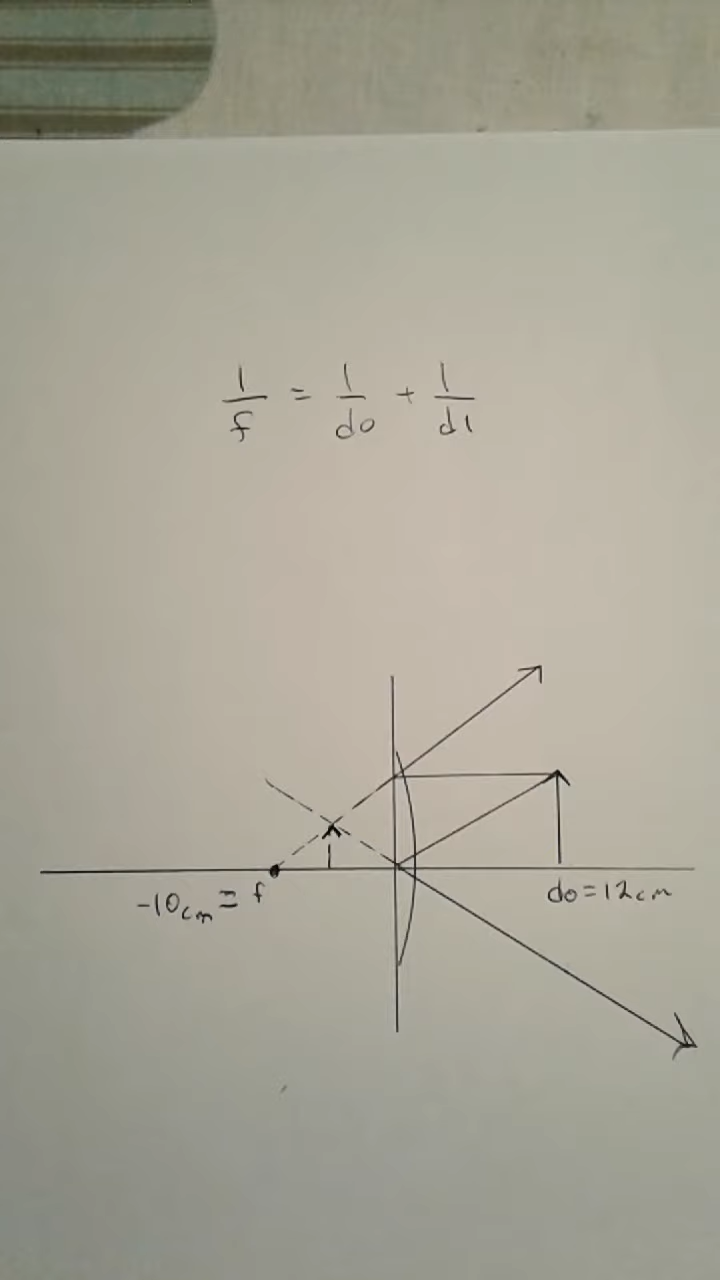 1/f = 1/do + 1/di
-10cm = f
do = 12cm